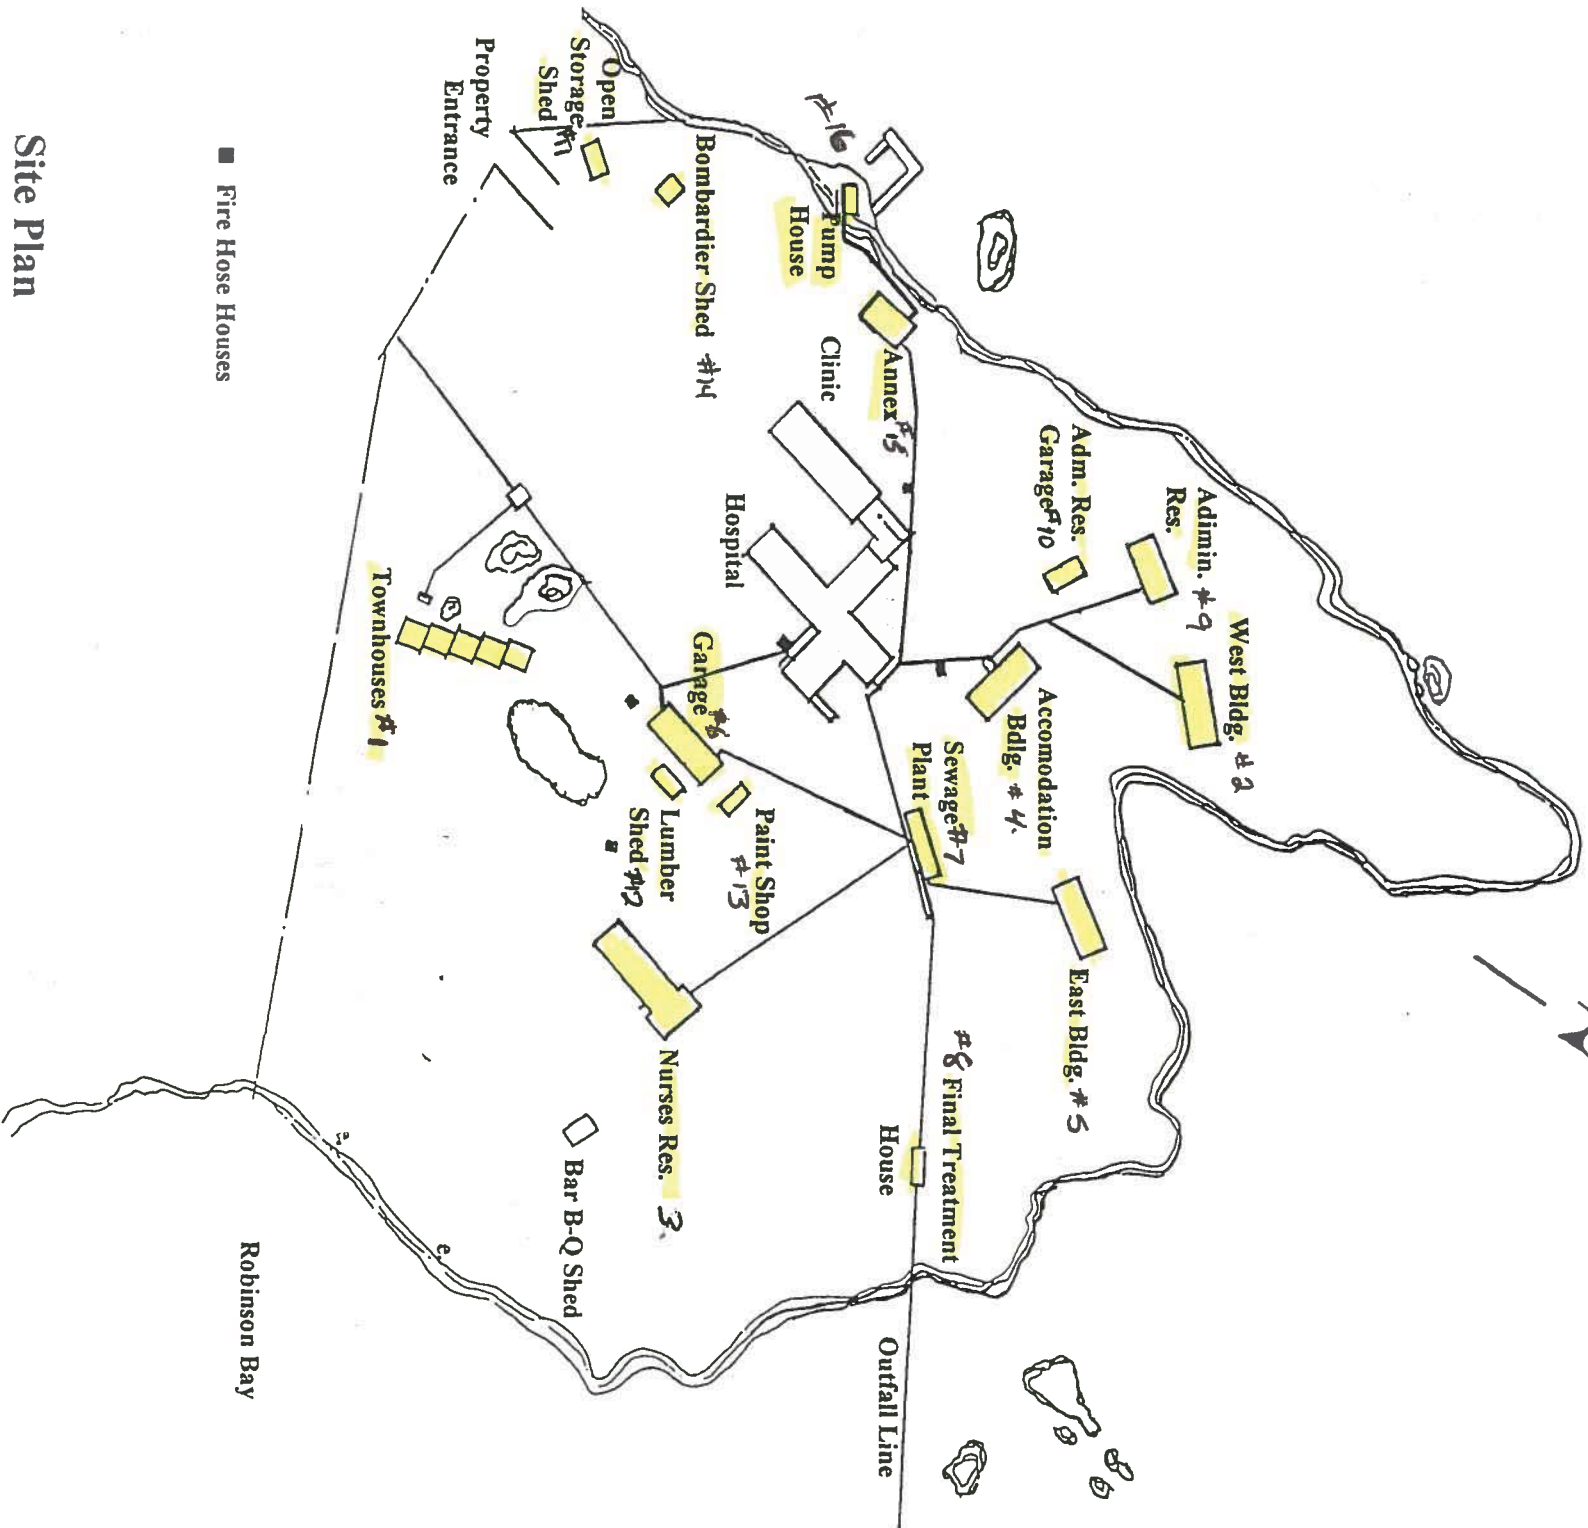 West Bldg. #2
Adimin. #9
Res.
Adm. Res.
Garage #10
East Bldg. #5
Accomodation
Bdlg. #4.
Sewage #7
Plant
#8 Final Treatment
House
Annex #15
Outfall Line
#16
Pump
House
Clinic
Paint Shop
#13
Hospital
Bombardier Shed #14
Garage #6
Lumber
Shed #12
Nurses Res. 3
Open
Storage
Shed #11
Bar B-Q Shed
Property
Entrance
Townhouses #1
Robinson Bay
■ Fire Hose Houses
Site Plan